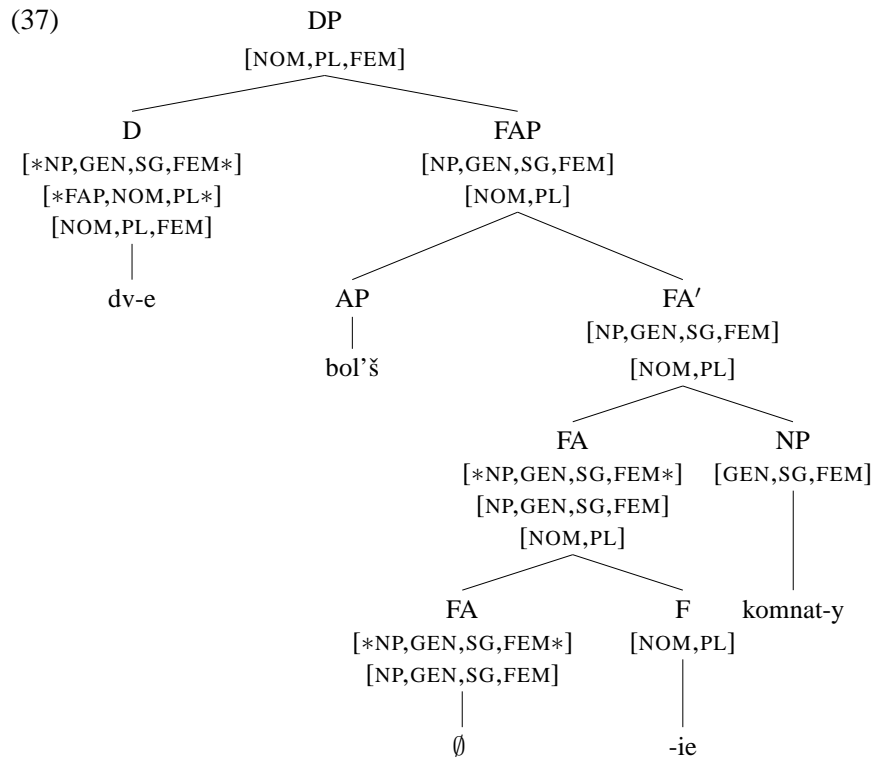 (37) DP
[NOM,PL,FEM]
D FAP
[∗NP,GEN,SG,FEM∗] [NP,GEN,SG,FEM]
[∗FAP,NOM,PL∗] [NOM,PL]
[NOM,PL,FEM]
dv-e AP FA′
[NP,GEN,SG,FEM]
bol'š [NOM,PL]
FA NP
[∗NP,GEN,SG,FEM∗] [GEN,SG,FEM]
[NP,GEN,SG,FEM]
[NOM,PL]
FA F komnat-y
[∗NP,GEN,SG,FEM∗] [NOM,PL]
[NP,GEN,SG,FEM]
∅ -ie